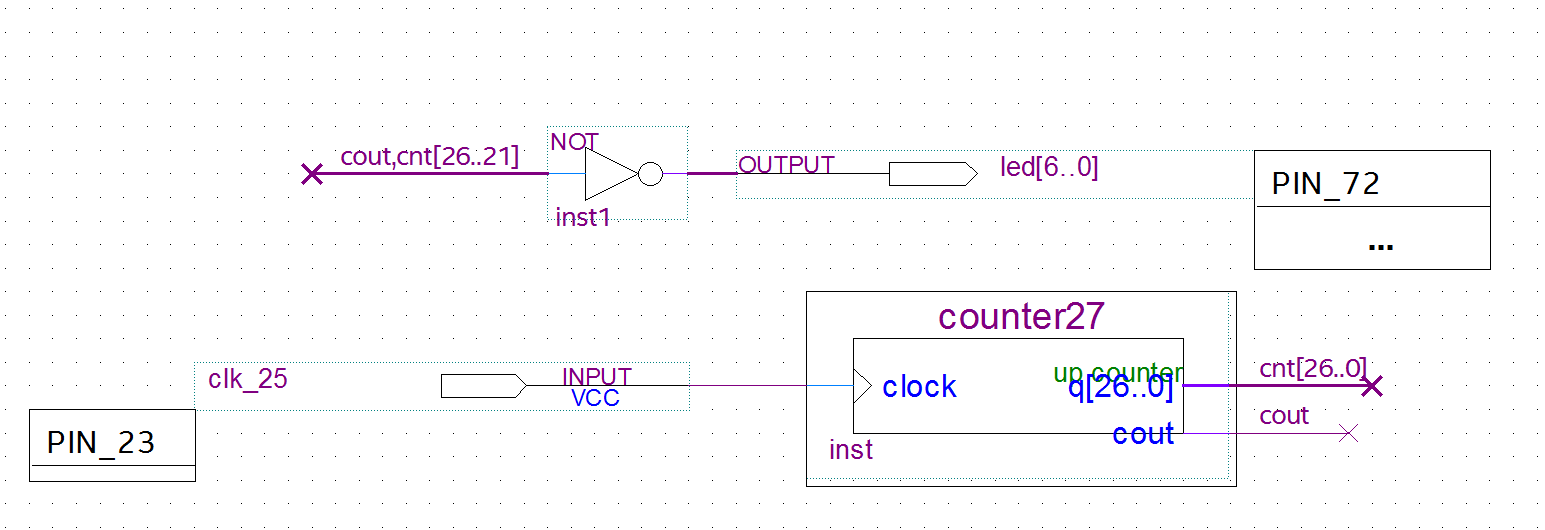 NOT
cout,cnt[26..21]
inst1
OUTPUT
led[6..0]
PIN_72
...
counter27
clk_25
INPUT
VCC
PIN_23
clock
up counter
q[26..0]
cout
inst
cnt[26..0]
cout